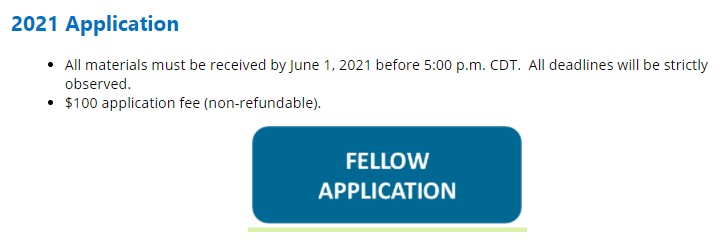 2021 Application
• All materials must be received by June 1, 2021 before 5:00 p.m. CDT.  All deadlines will be strictly
observed.
• $100 application fee (non-refundable).
FELLOW
APPLICATION